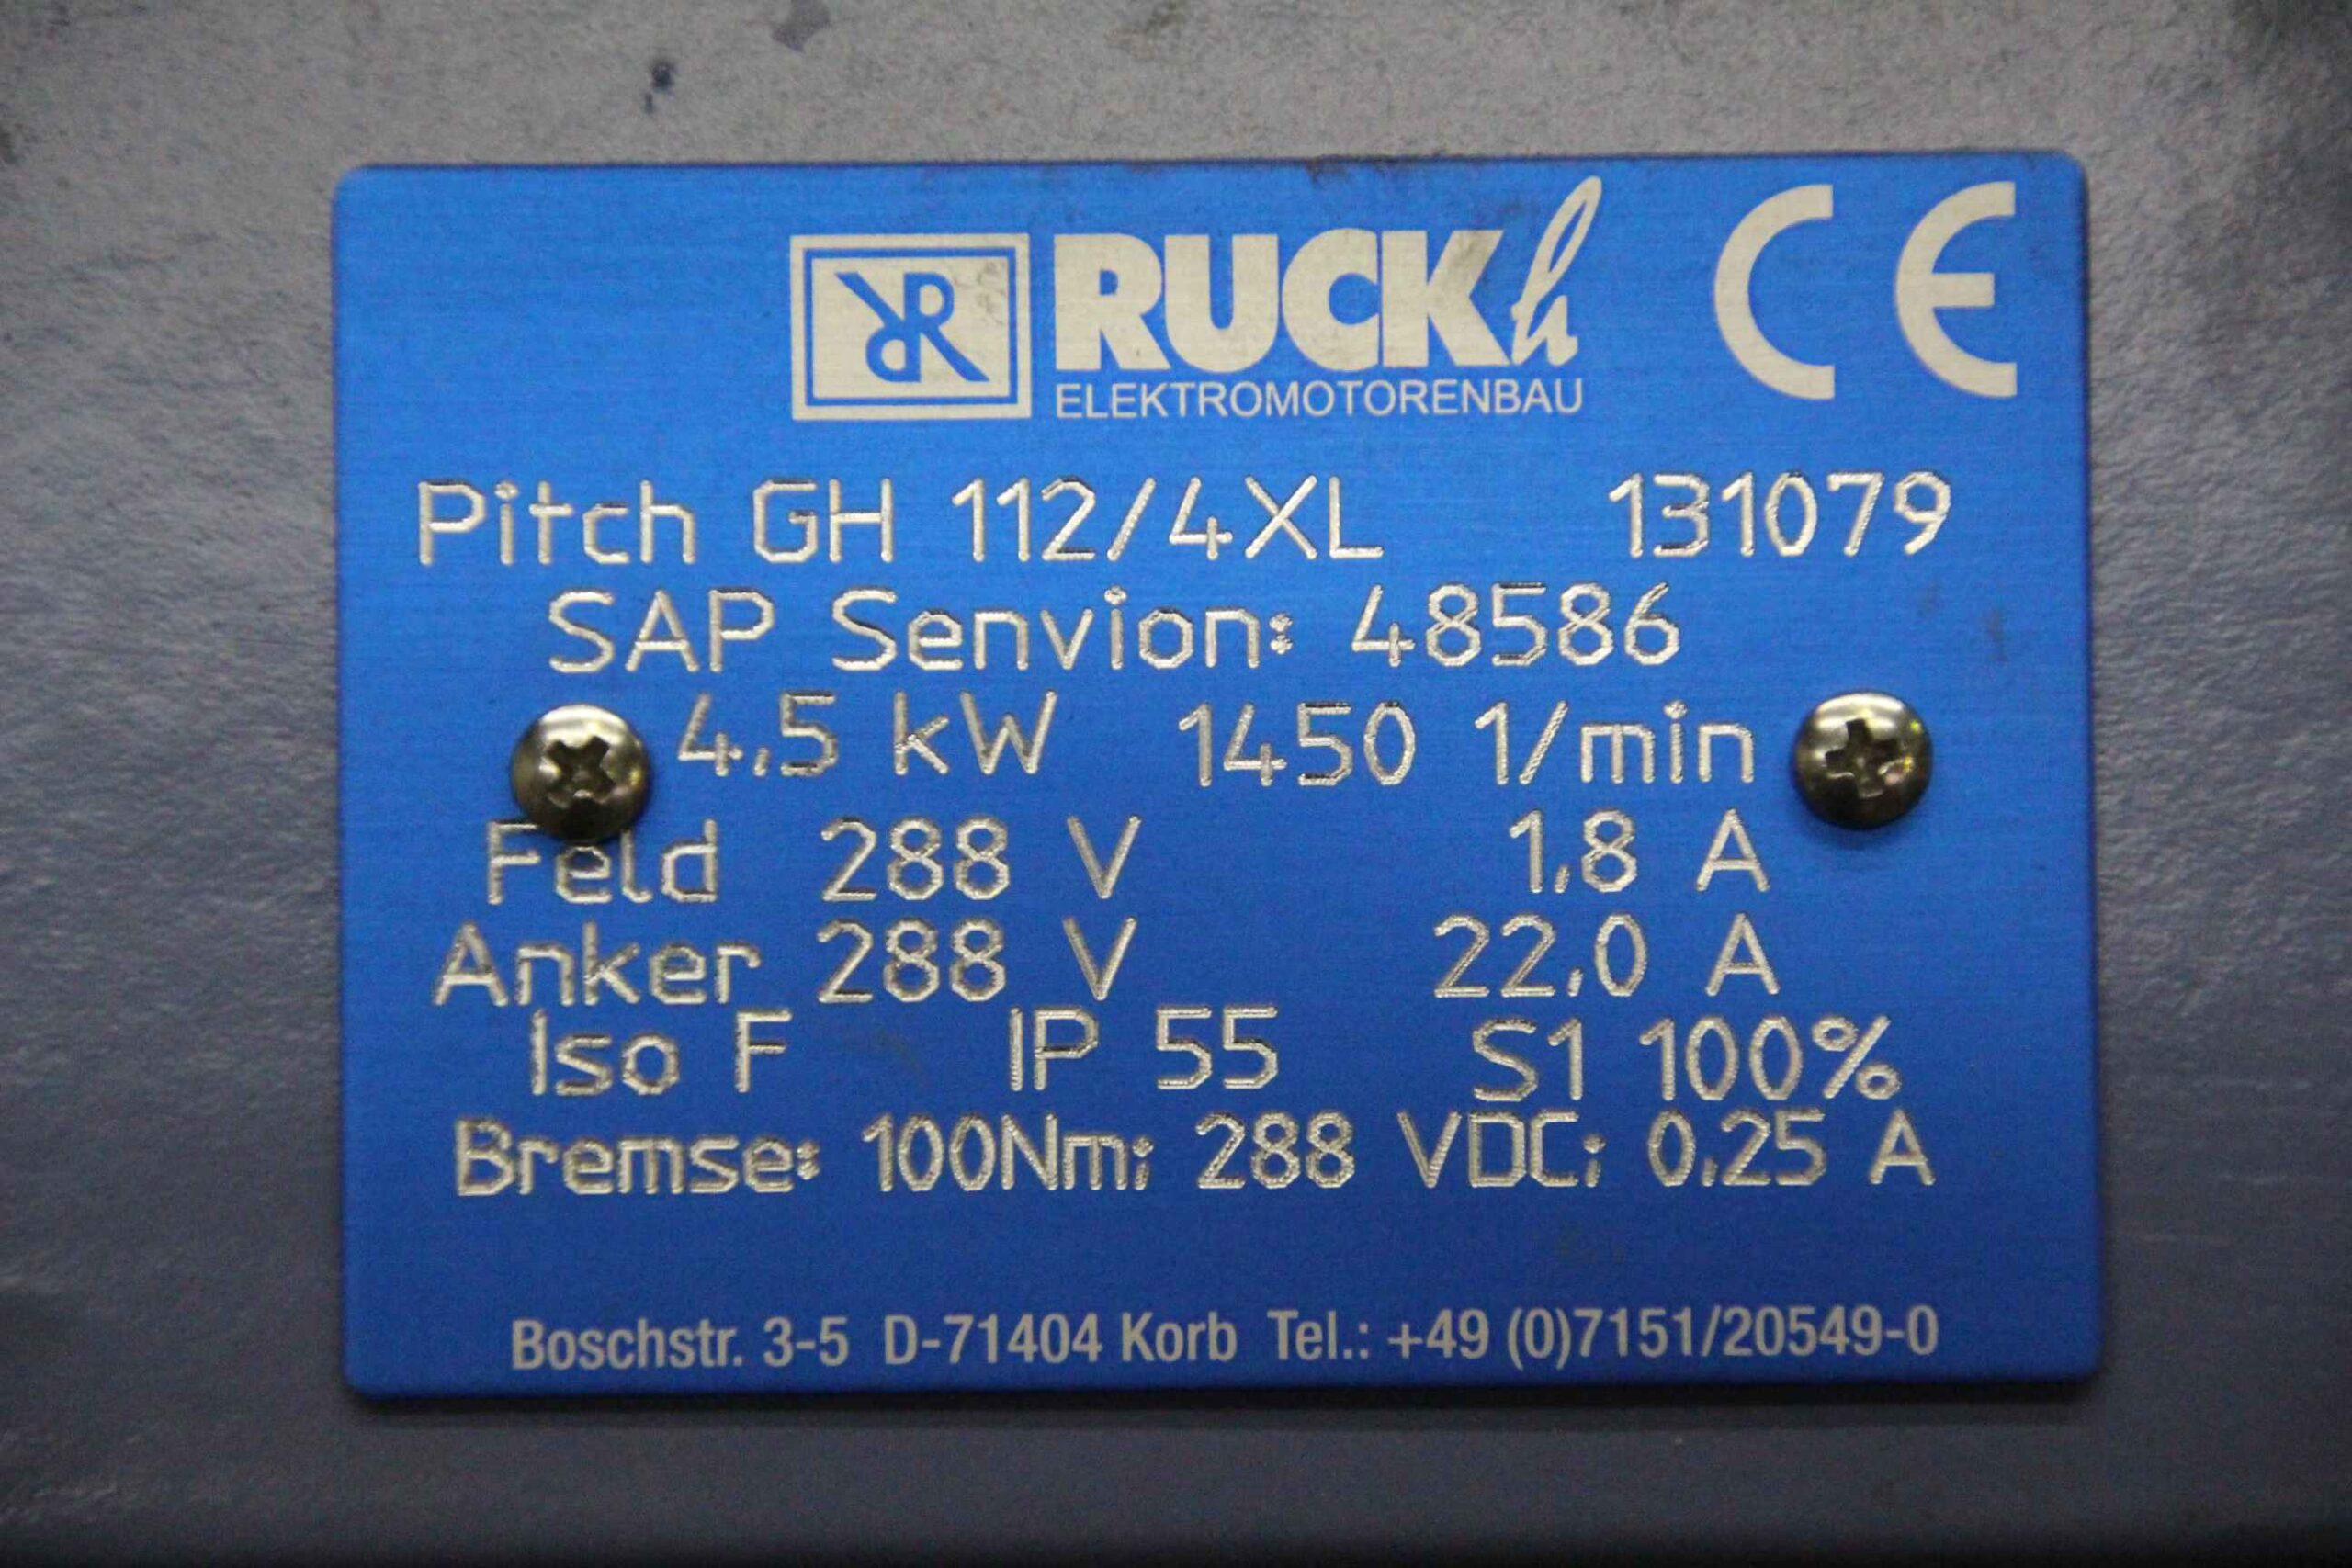 RUCKh CE
ELEKTROMOTORENBAU
Pitch GH 112/4XL 131079
SAP Senvion: 48586
4,5 kW 1450 1/min
Feld 288 V 1,8 A
Anker 288 V 22,0 A
Iso F IP 55 S1 100%
Bremse: 100Nm; 288 VDC; 0,25 A
Boschstr. 3-5 D-71404 Korb Tel.: +49 (0)7151/20549-0